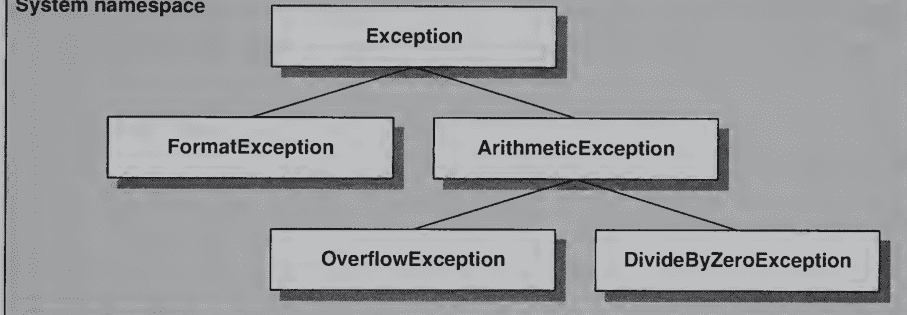 System namespace
Exception
FormatException
ArithmeticException
OverflowException
DivideByZeroException